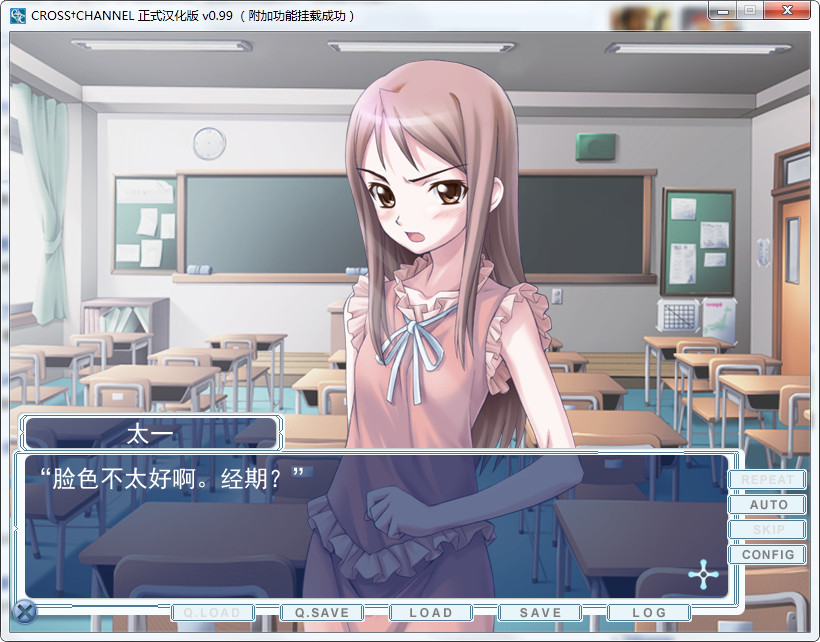 CROSS†CHANNEL 正式汉化版 v0.99 （ 附加功能挂载成功 ）
太一
“脸色不太好啊。经期？”
REPEAT
AUTO
SKIP
CONFIG
Q.LOAD
Q.SAVE
LOAD
SAVE
LOG